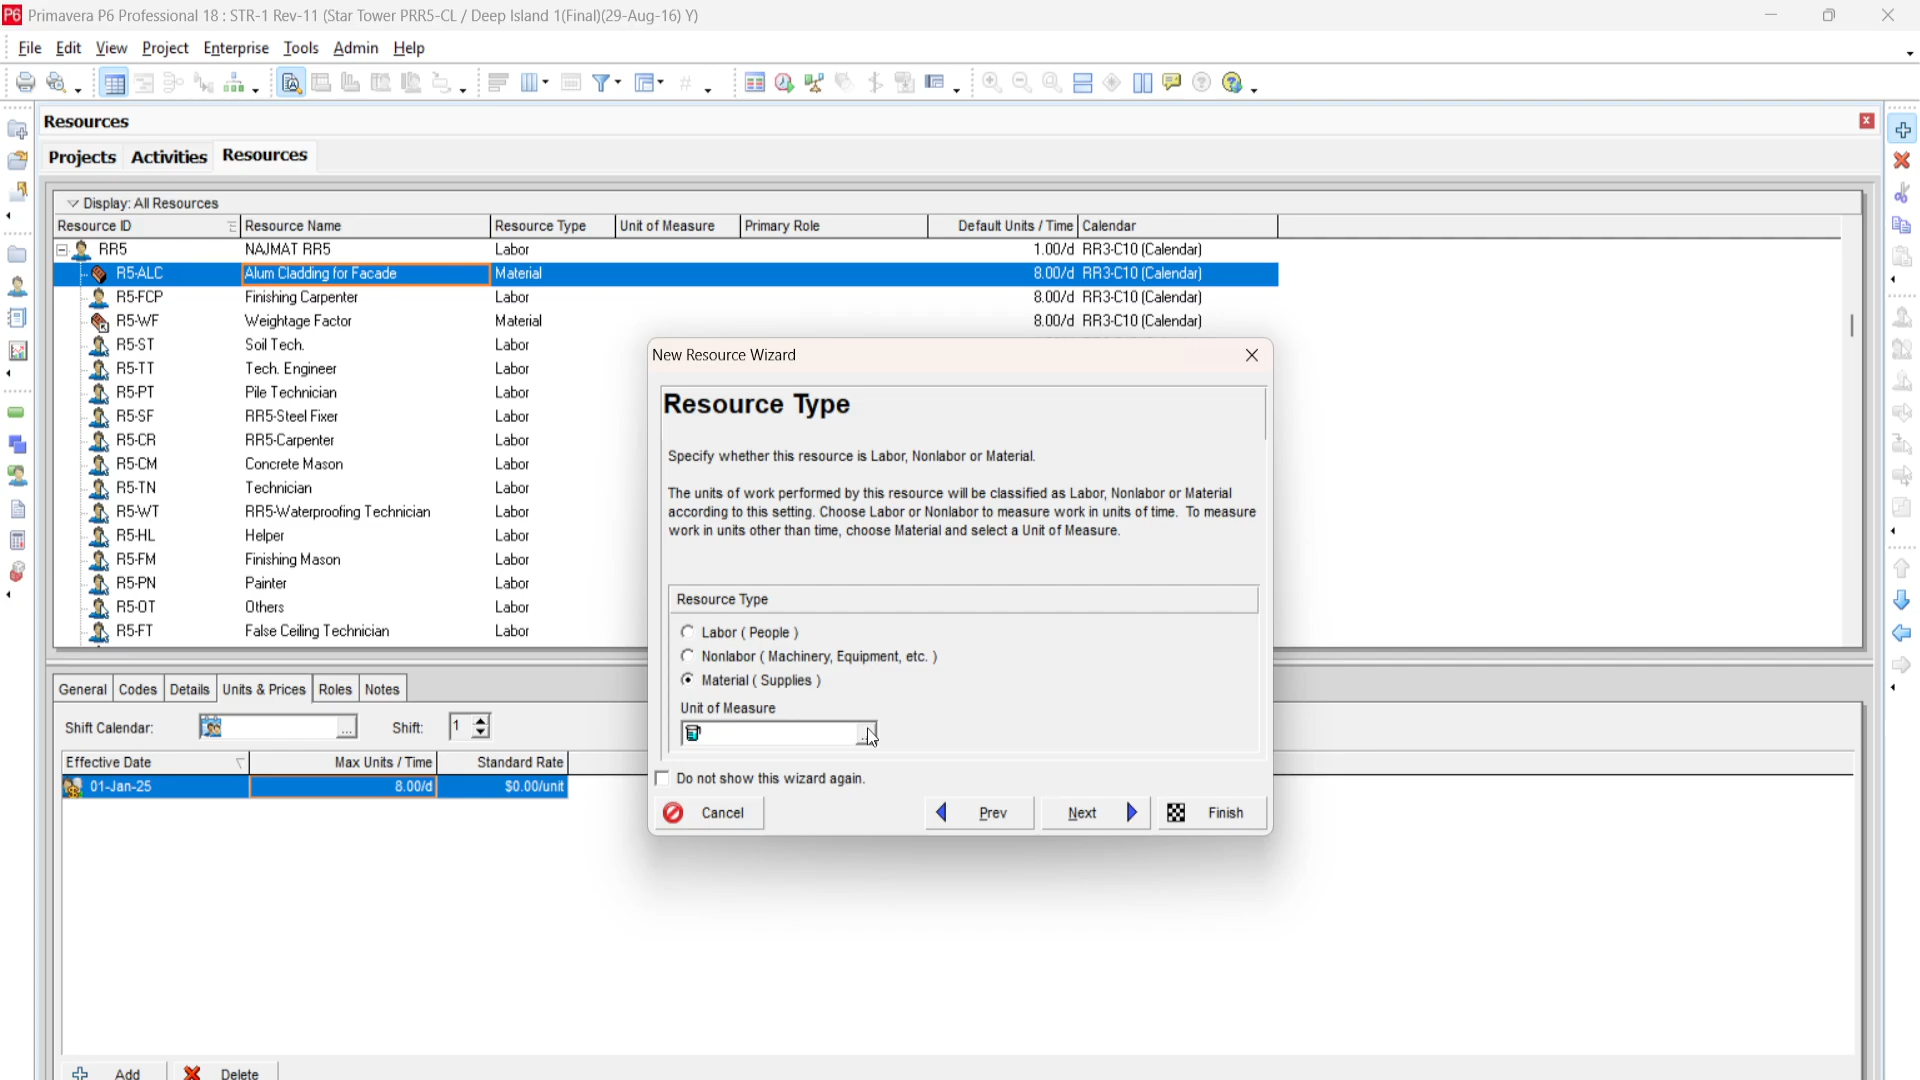 P6 Primavera P6 Professional 18 : STR-1 Rev-11 (Star Tower PRR5-CL / Deep Island 1(Final)(29-Aug-16) Y)
File Edit View Project Enterprise Tools Admin Help
Resources
Projects Activities Resources
Display: All Resources
Resource ID Resource Name Resource Type Unit of Measure Primary Role Default Units / Time Calendar
RR5 NAJMAT RR5 Labor 1.00/d RR3-C10 (Calendar)
R5-ALC Alum Cladding for Facade Material 8.00/d RR3-C10 (Calendar)
R5-FCP Finishing Carpenter Labor 8.00/d RR3-C10 (Calendar)
R5-WF Weightage Factor Material 8.00/d RR3-C10 (Calendar)
R5-ST Soil Tech. Labor
R5-TT Tech. Engineer Labor
R5-PT Pile Technician Labor
R5-SF RR5-Steel Fixer Labor
R5-CR RR5-Carpenter Labor
R5-CM Concrete Mason Labor
R5-TN Technician Labor
R5-WT RR5-Waterproofing Technician Labor
R5-HL Helper Labor
R5-FM Finishing Mason Labor
R5-PN Painter Labor
R5-OT Others Labor
R5-FT False Ceiling Technician Labor
New Resource Wizard
Resource Type
Specify whether this resource is Labor, Nonlabor or Material.
The units of work performed by this resource will be classified as Labor, Nonlabor or Material
according to this setting. Choose Labor or Nonlabor to measure work in units of time. To measure
work in units other than time, choose Material and select a Unit of Measure.
Resource Type
Labor ( People )
Nonlabor ( Machinery, Equipment, etc. )
Material ( Supplies )
Unit of Measure
...
Do not show this wizard again.
Cancel Prev Next Finish
General Codes Details Units & Prices Roles Notes
Shift Calendar: ... Shift: 1
Effective Date Max Units / Time Standard Rate
01-Jan-25 8.00/d $0.00/unit
Add Delete